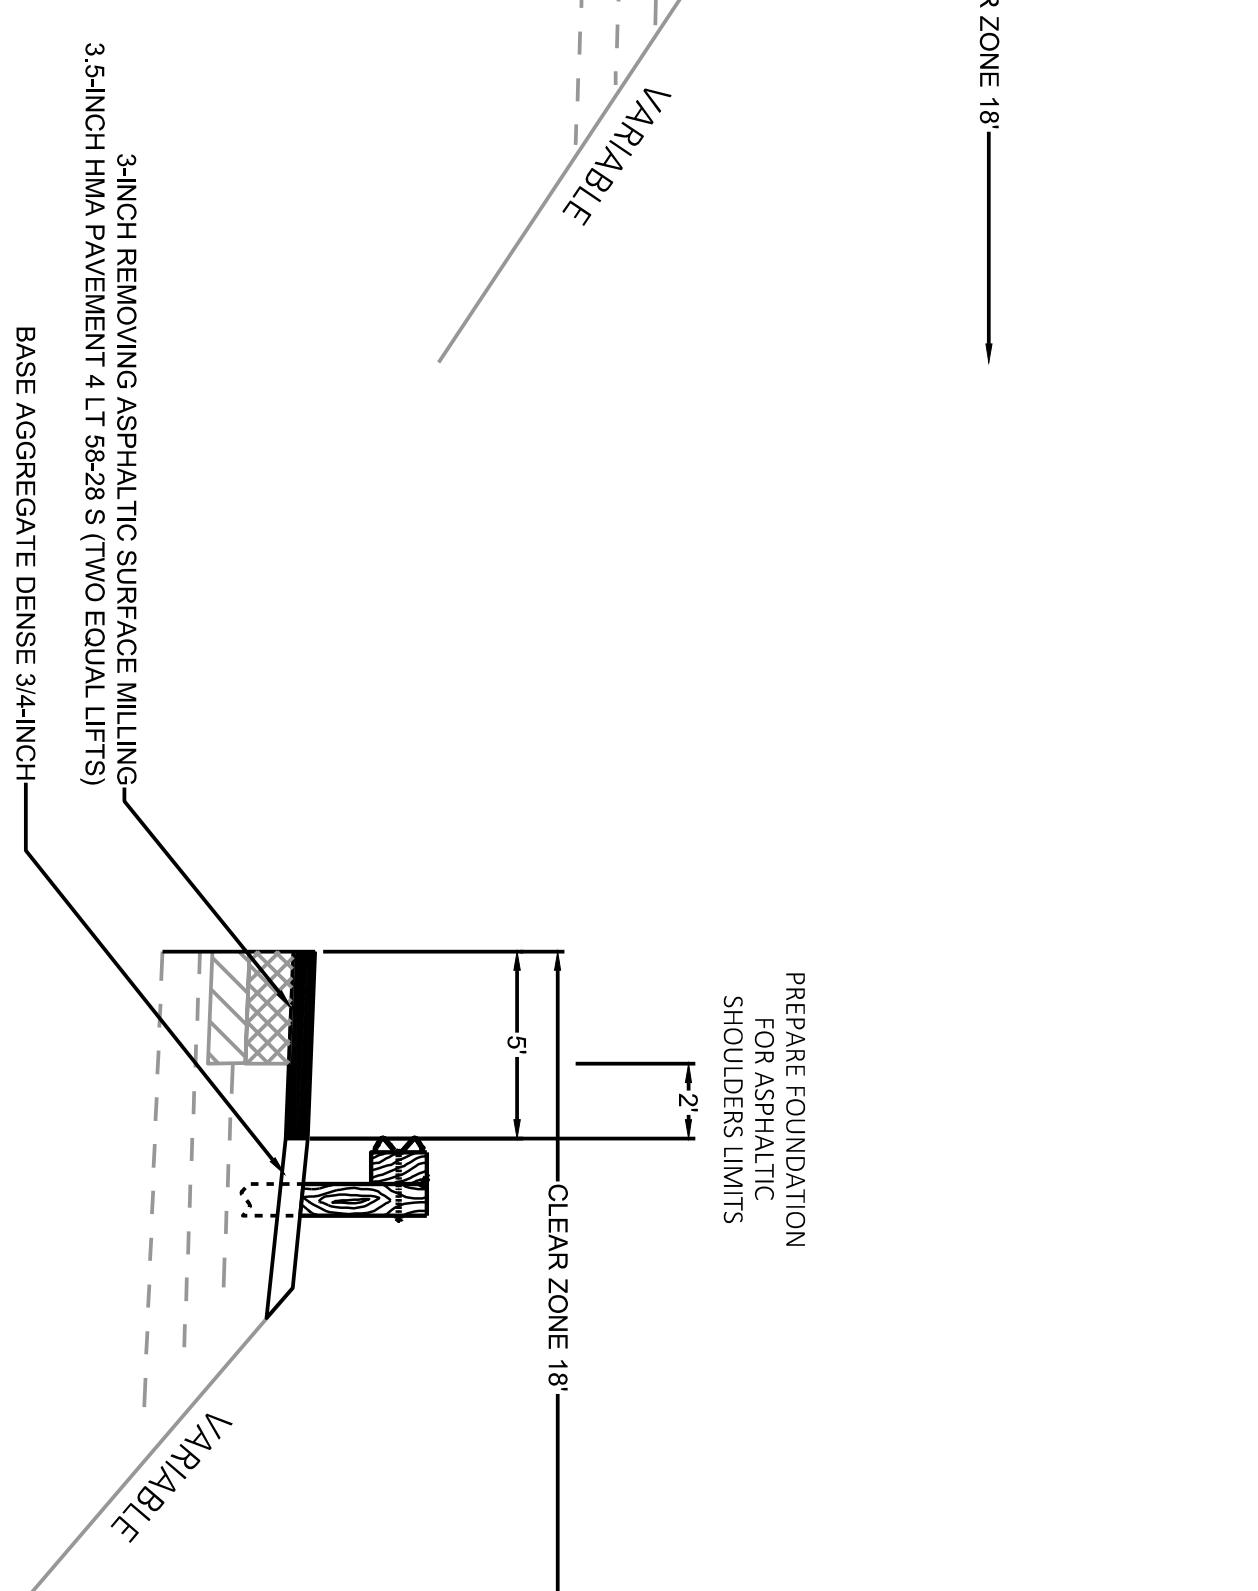 R ZONE 18'
VARIABLE
PREPARE FOUNDATION
FOR ASPHALTIC
SHOULDERS LIMITS
2'
CLEAR ZONE 18'
5'
3-INCH REMOVING ASPHALTIC SURFACE MILLING
3.5-INCH HMA PAVEMENT 4 LT 58-28 S (TWO EQUAL LIFTS)
BASE AGGREGATE DENSE 3/4-INCH
VARIABLE